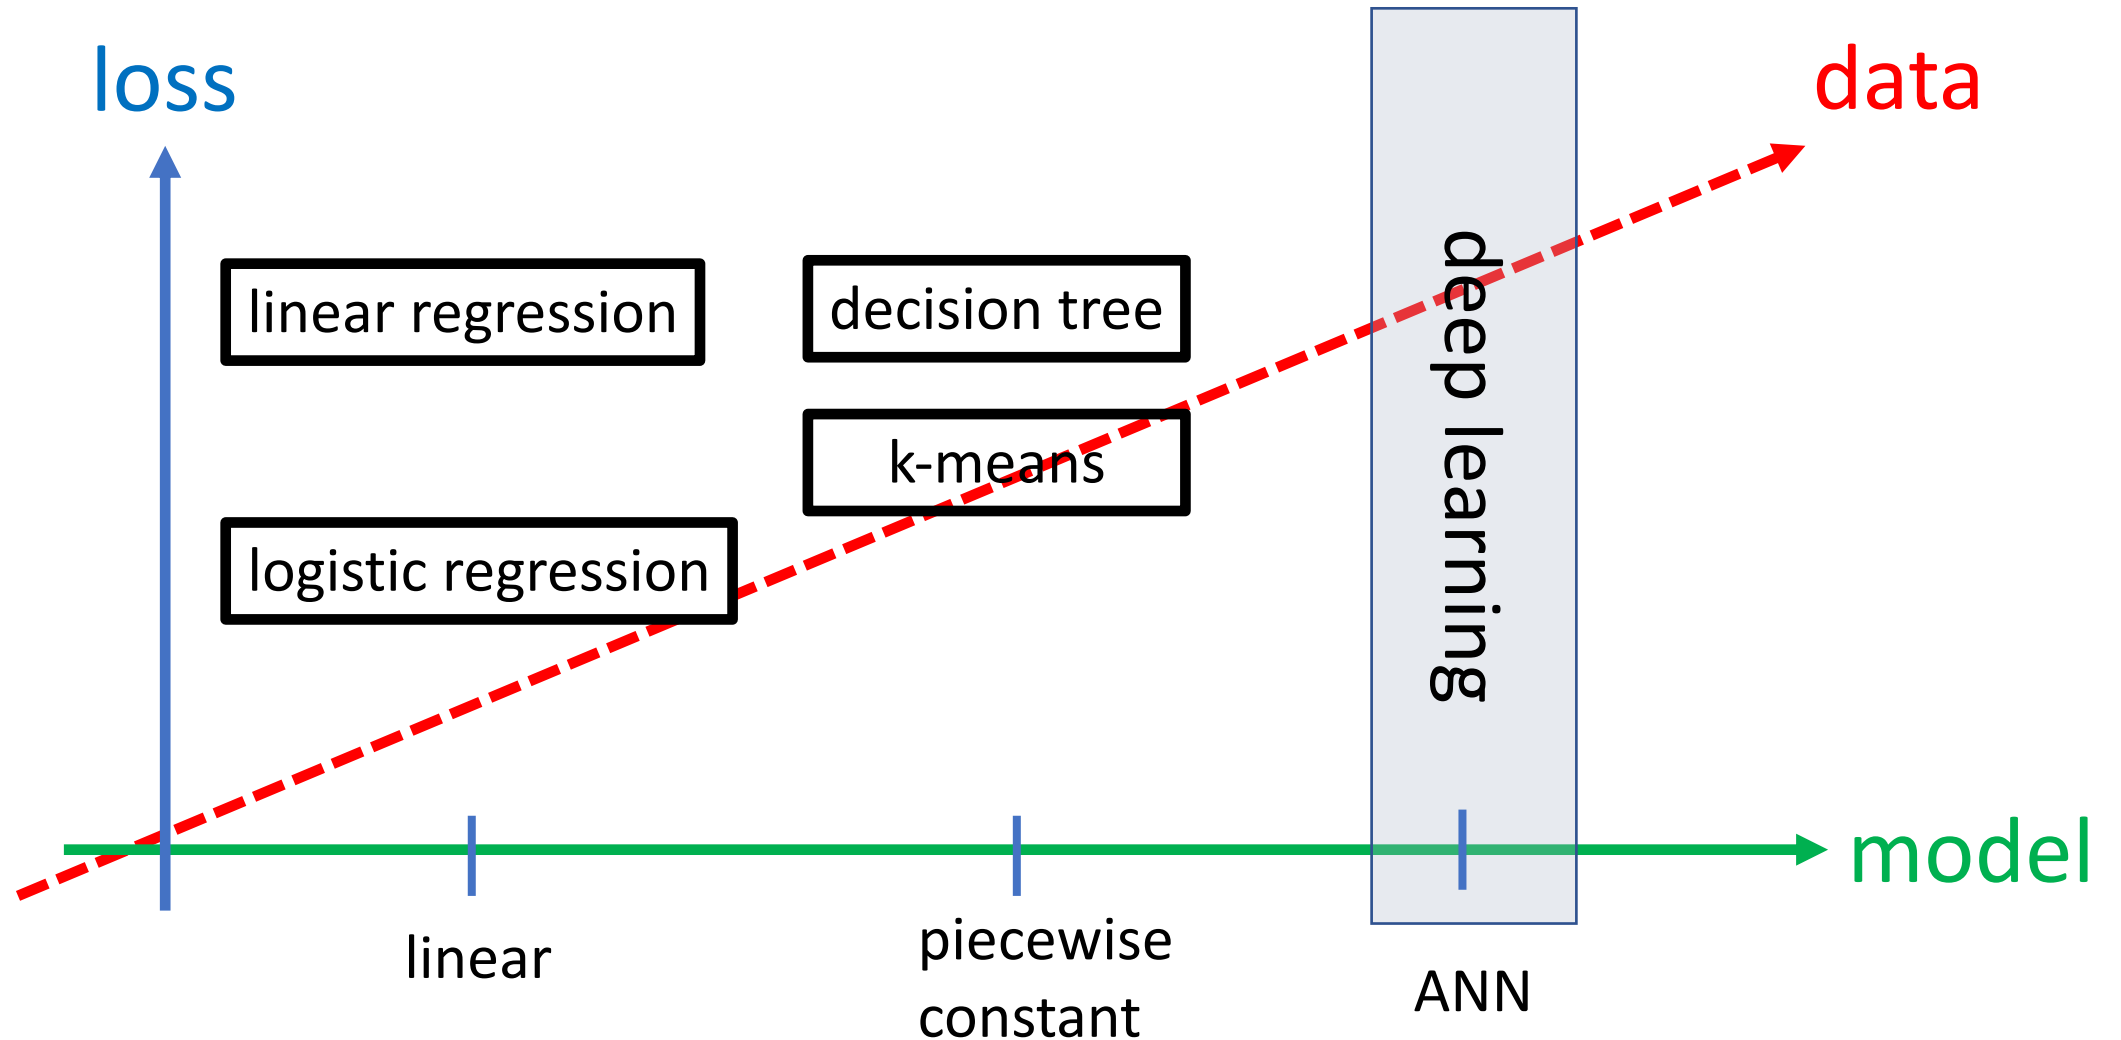 loss
data
linear regression
decision tree
k-means
logistic regression
deep learning
model
linear
piecewise
constant
ANN